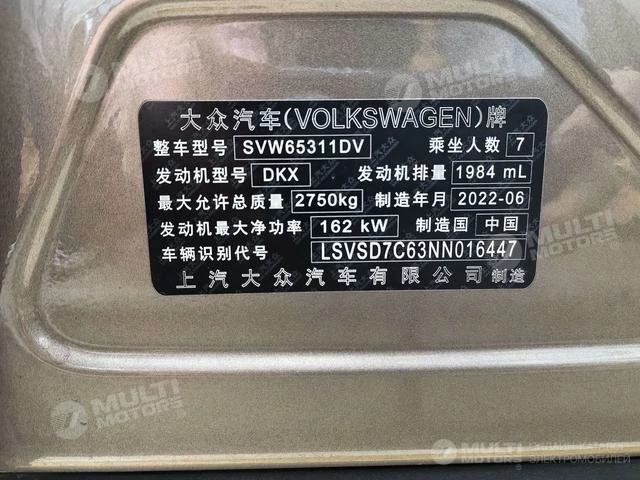 大众汽车(VOLKSWAGEN)牌
整车型号 SVW65311DV 乘坐人数 7
发动机型号 DKX 发动机排量 1984 mL
最大允许总质量 2750kg 制造年月 2022-06
发动机最大净功率 162 kW 制造国 中国
车辆识别代号 LSVSD7C63NN016447
上汽大众汽车有限公司制造
MULTI MOTORS
MULTI MOTORS
MULTI MOTORS
MULTI
ЭЛЕКТРОМОБИЛЕЙ